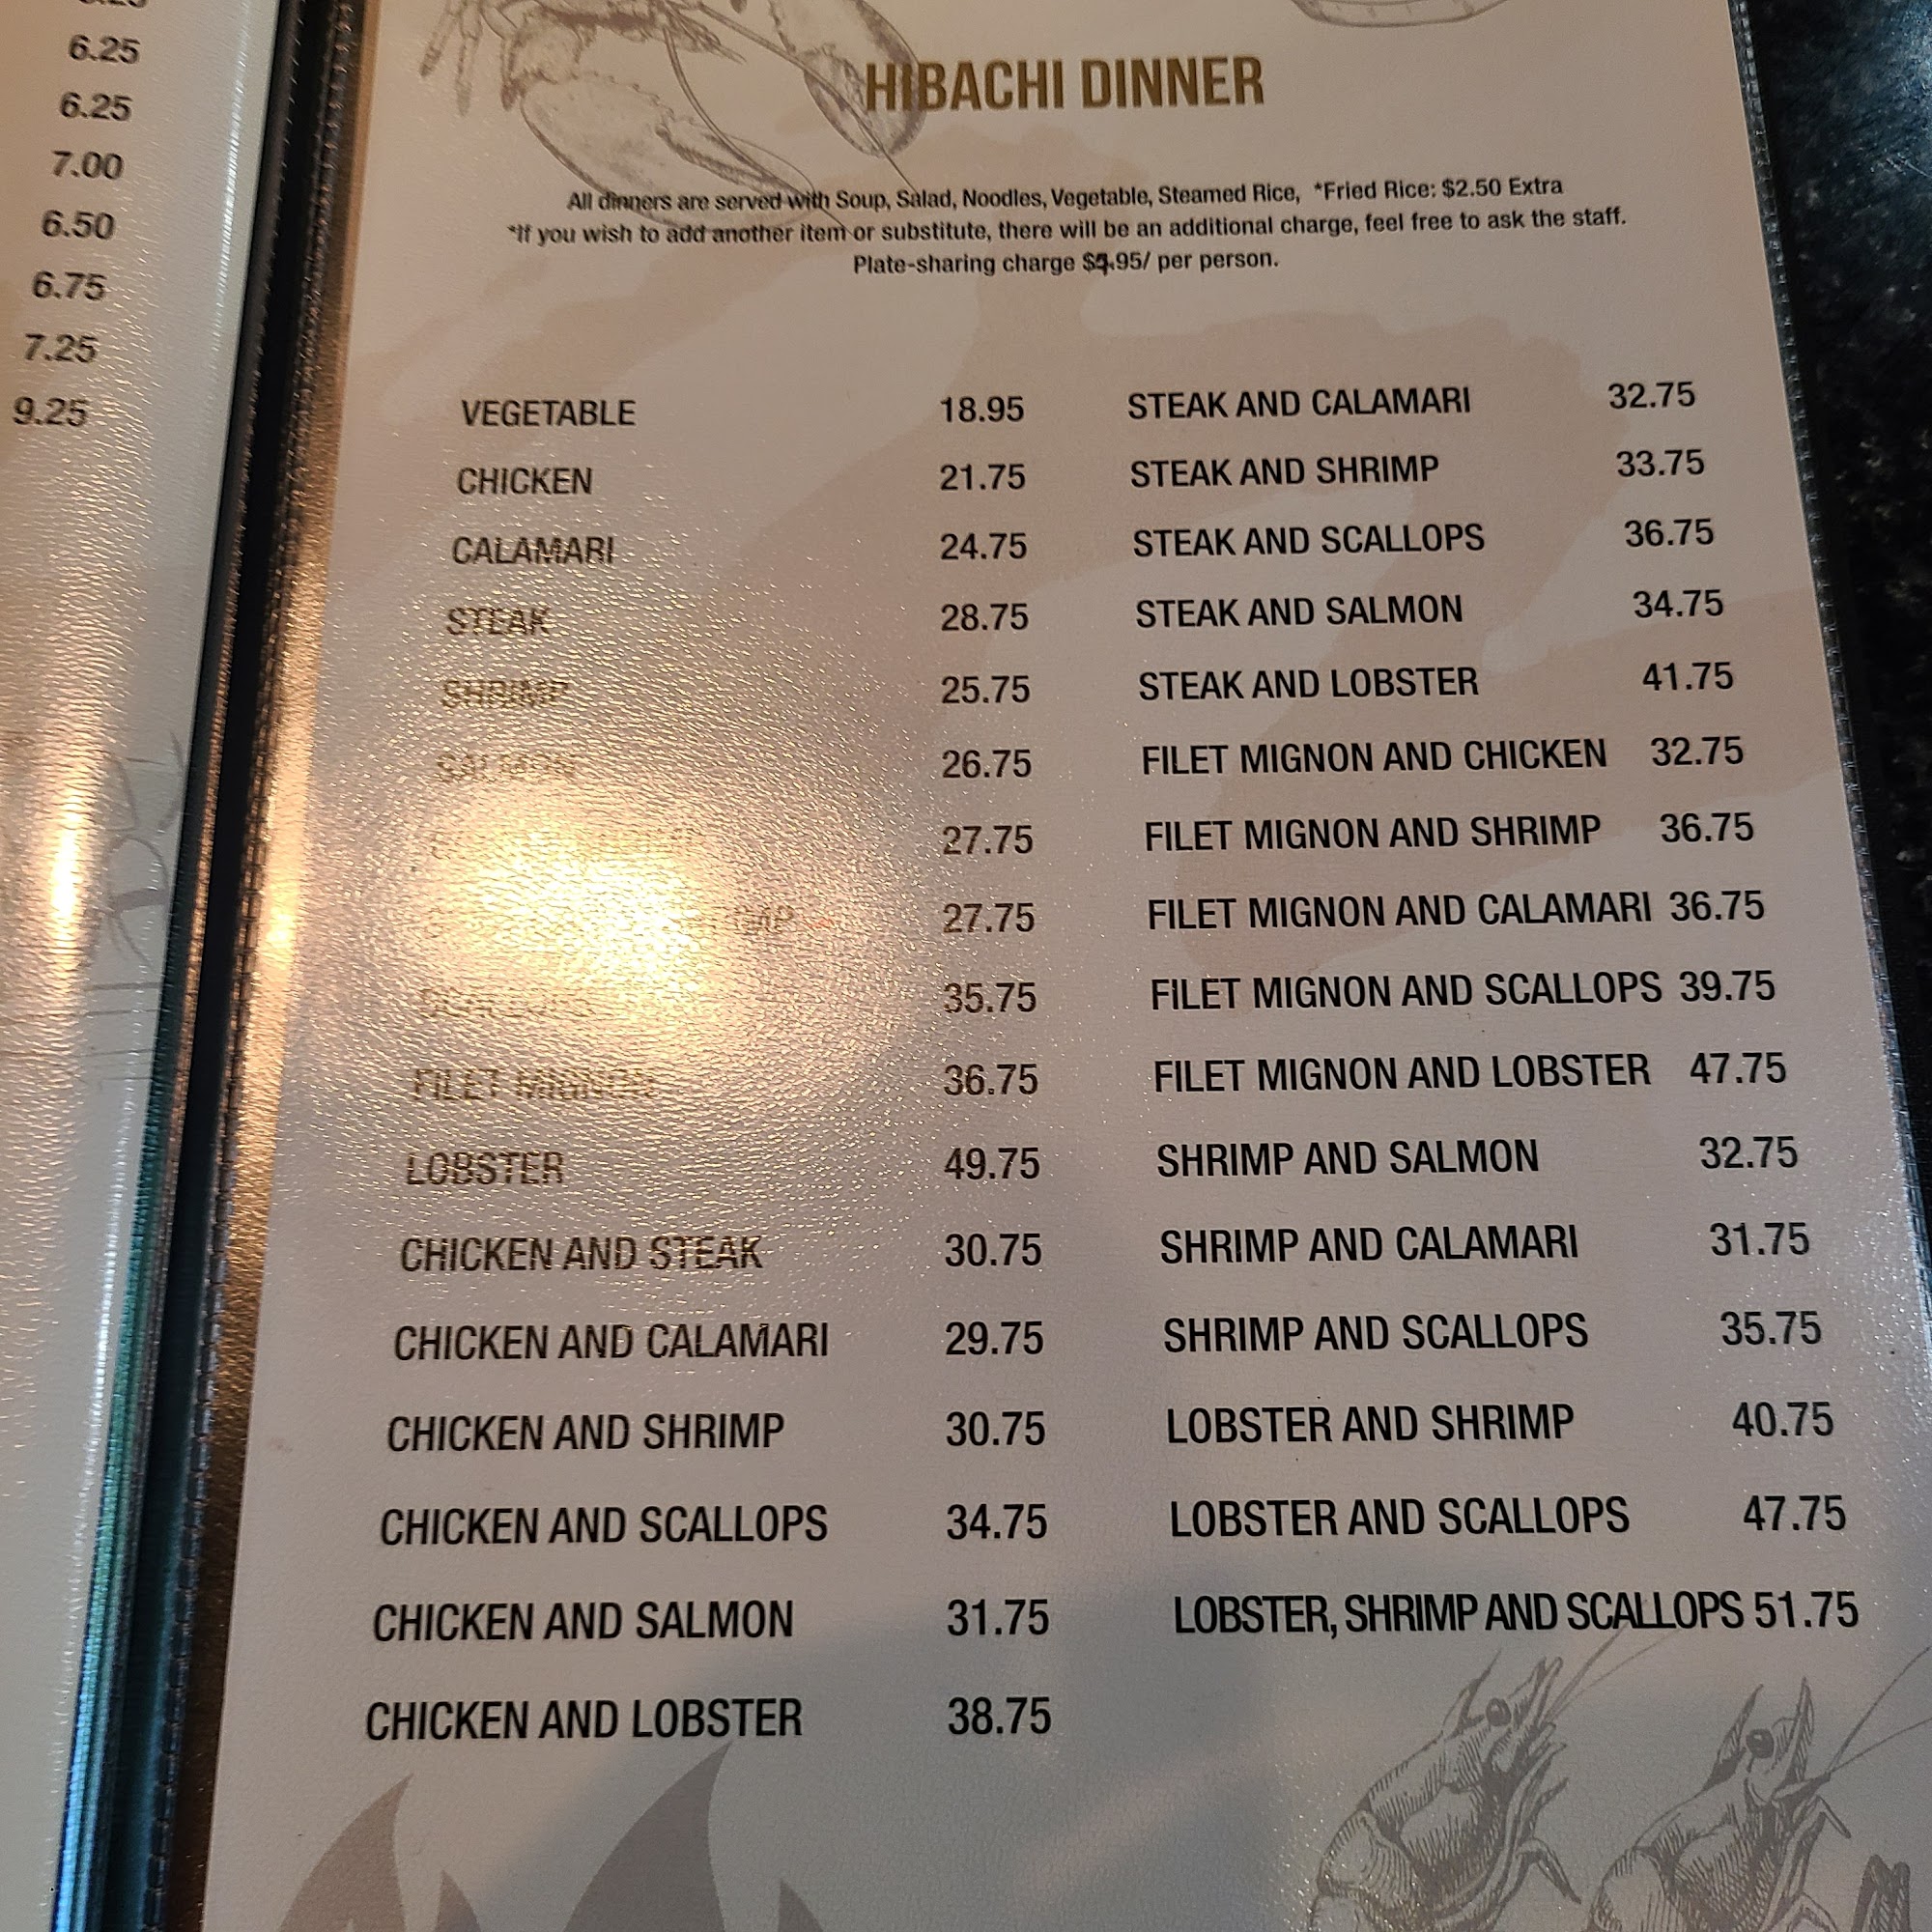 6.25
6.25
7.00
6.50
6.75
7.25
9.25
HIBACHI DINNER
All dinners are served with Soup, Salad, Noodles, Vegetable, Steamed Rice, *Fried Rice: $2.50 Extra
*If you wish to add another item or substitute, there will be an additional charge, feel free to ask the staff.
Plate-sharing charge .95/ per person.
VEGETABLE 18.95
CHICKEN 21.75
CALAMARI 24.75
STEAK 28.75
SHRIMP 25.75
SALMON 26.75
27.75
27.75
SCALLOPS 35.75
FILET MIGNON 36.75
LOBSTER 49.75
CHICKEN AND STEAK 30.75
CHICKEN AND CALAMARI 29.75
CHICKEN AND SHRIMP 30.75
CHICKEN AND SCALLOPS 34.75
CHICKEN AND SALMON 31.75
CHICKEN AND LOBSTER 38.75
STEAK AND CALAMARI 32.75
STEAK AND SHRIMP 33.75
STEAK AND SCALLOPS 36.75
STEAK AND SALMON 34.75
STEAK AND LOBSTER 41.75
FILET MIGNON AND CHICKEN 32.75
FILET MIGNON AND SHRIMP 36.75
FILET MIGNON AND CALAMARI 36.75
FILET MIGNON AND SCALLOPS 39.75
FILET MIGNON AND LOBSTER 47.75
SHRIMP AND SALMON 32.75
SHRIMP AND CALAMARI 31.75
SHRIMP AND SCALLOPS 35.75
LOBSTER AND SHRIMP 40.75
LOBSTER AND SCALLOPS 47.75
LOBSTER, SHRIMP AND SCALLOPS 51.75